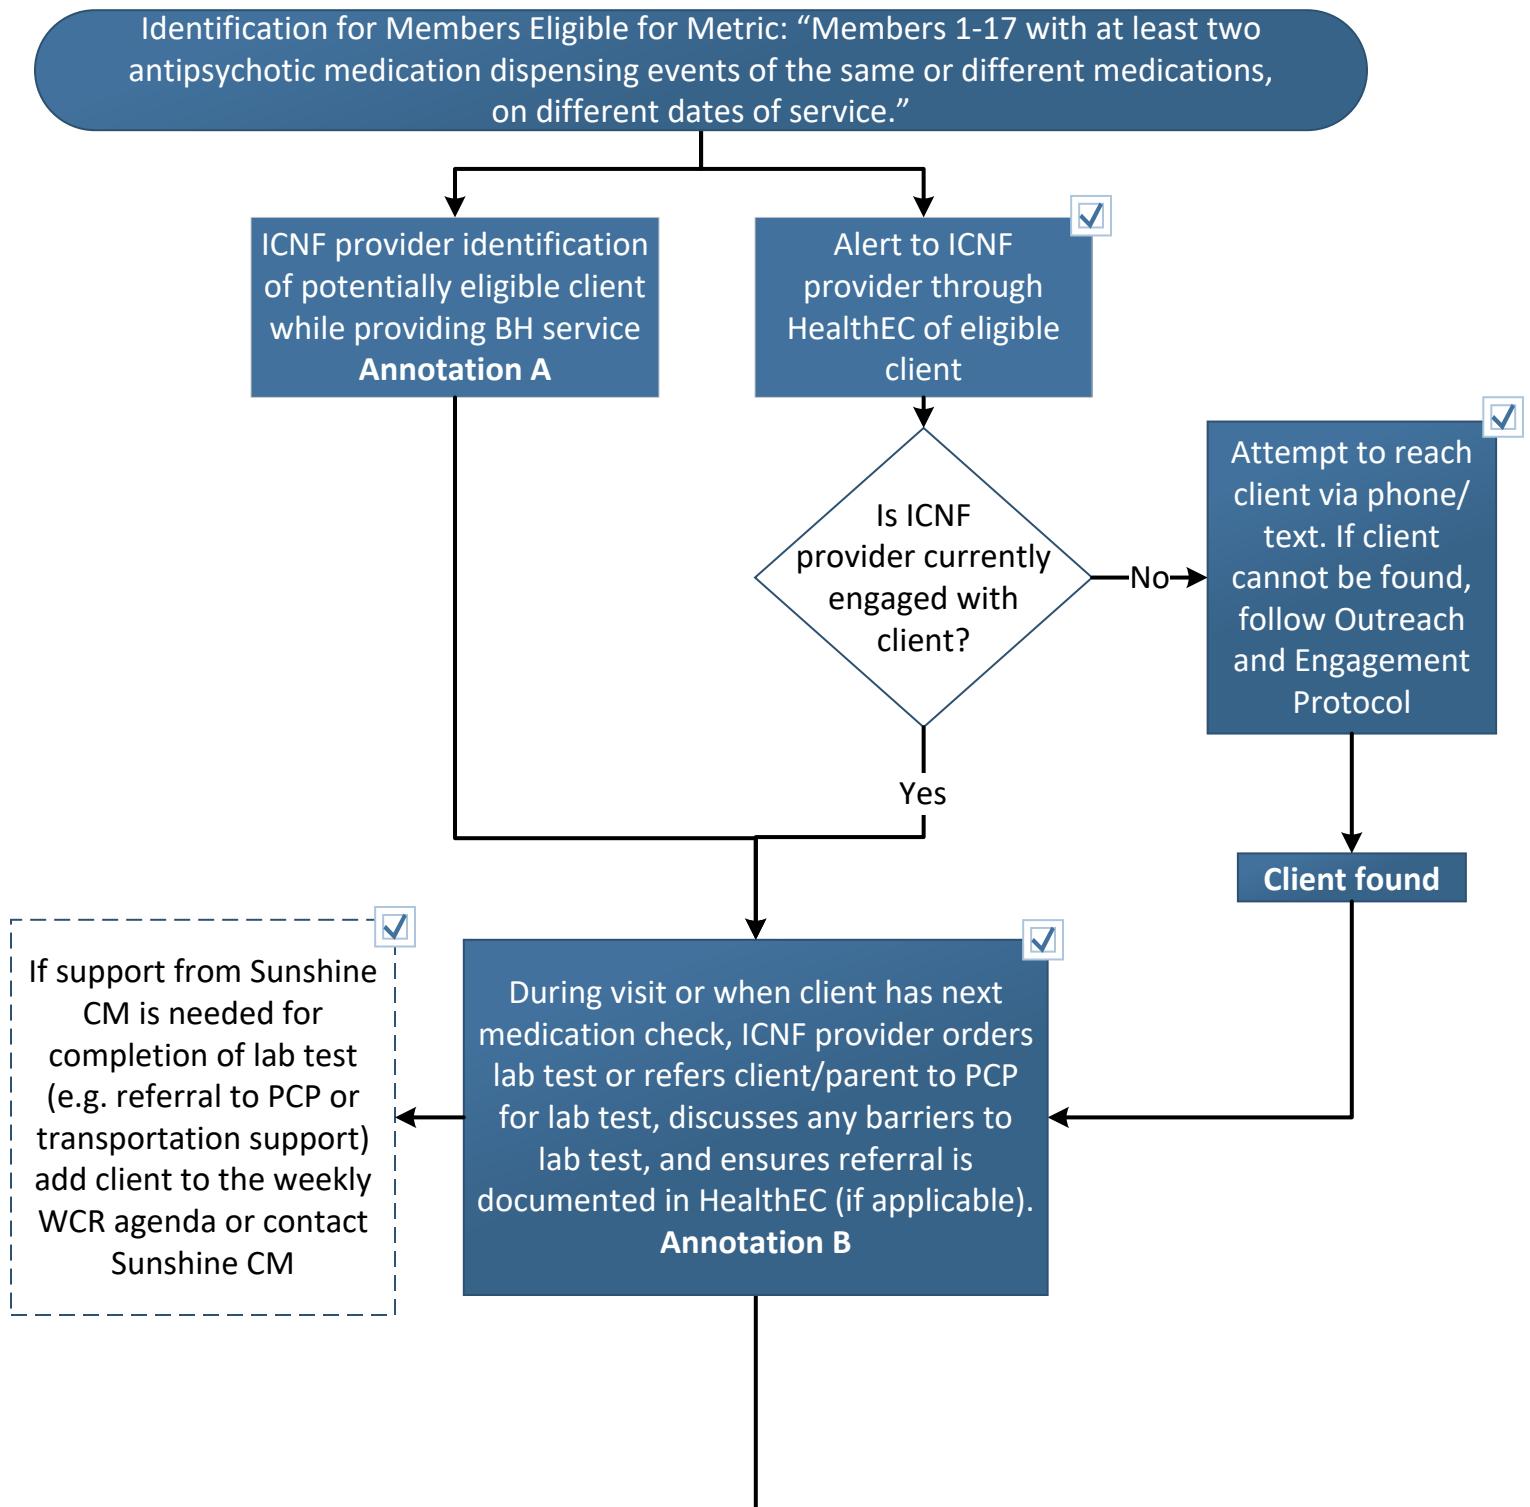 Identification for Members Eligible for Metric: “Members 1-17 with at least two
antipsychotic medication dispensing events of the same or different medications,
on different dates of service.”
ICNF provider identification
of potentially eligible client
while providing BH service
Annotation A
Alert to ICNF
provider through
HealthEC of eligible
client
Is ICNF
provider currently
engaged with
client?
No
Attempt to reach
client via phone/
text. If client
cannot be found,
follow Outreach
and Engagement
Protocol
Yes
Client found
If support from Sunshine
CM is needed for
completion of lab test
(e.g. referral to PCP or
transportation support)
add client to the weekly
WCR agenda or contact
Sunshine CM
During visit or when client has next
medication check, ICNF provider orders
lab test or refers client/parent to PCP
for lab test, discusses any barriers to
lab test, and ensures referral is
documented in HealthEC (if applicable).
Annotation B